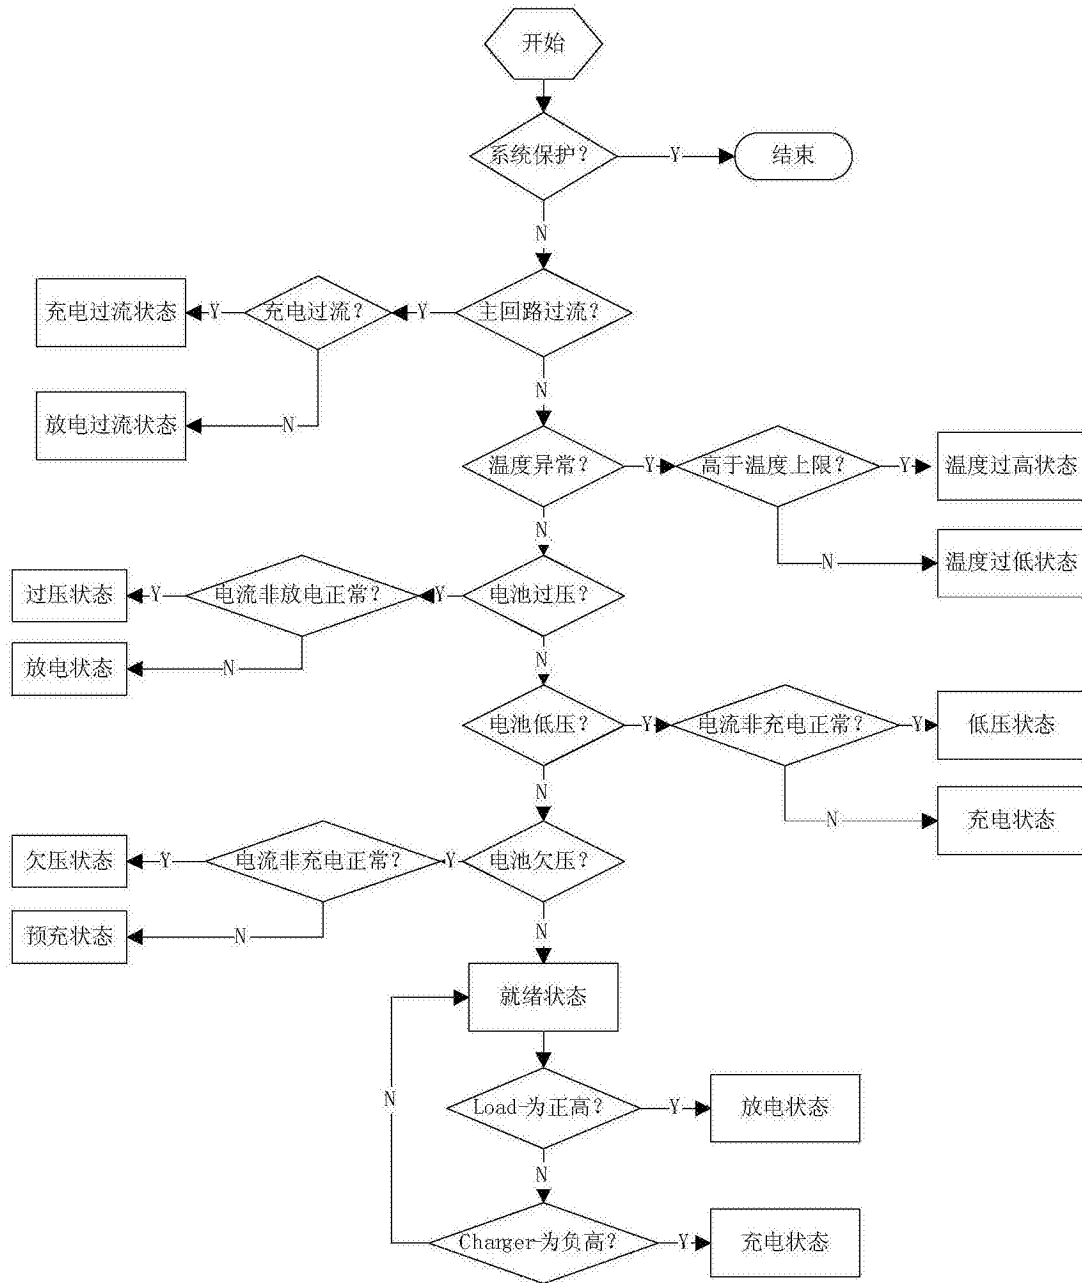 开始
系统保护?
Y
结束
N
充电过流状态
Y
充电过流?
Y
主回路过流?
N
放电过流状态
N
温度异常?
Y
高于温度上限?
Y
温度过高状态
N
N
温度过低状态
过压状态
Y
电流非放电正常?
Y
电池过压?
放电状态
N
N
电池低压?
Y
电流非充电正常?
Y
低压状态
N
N
充电状态
欠压状态
Y
电流非充电正常?
Y
电池欠压?
预充状态
N
N
就绪状态
N
Load-为正高?
Y
放电状态
N
Charger-为负高?
Y
充电状态